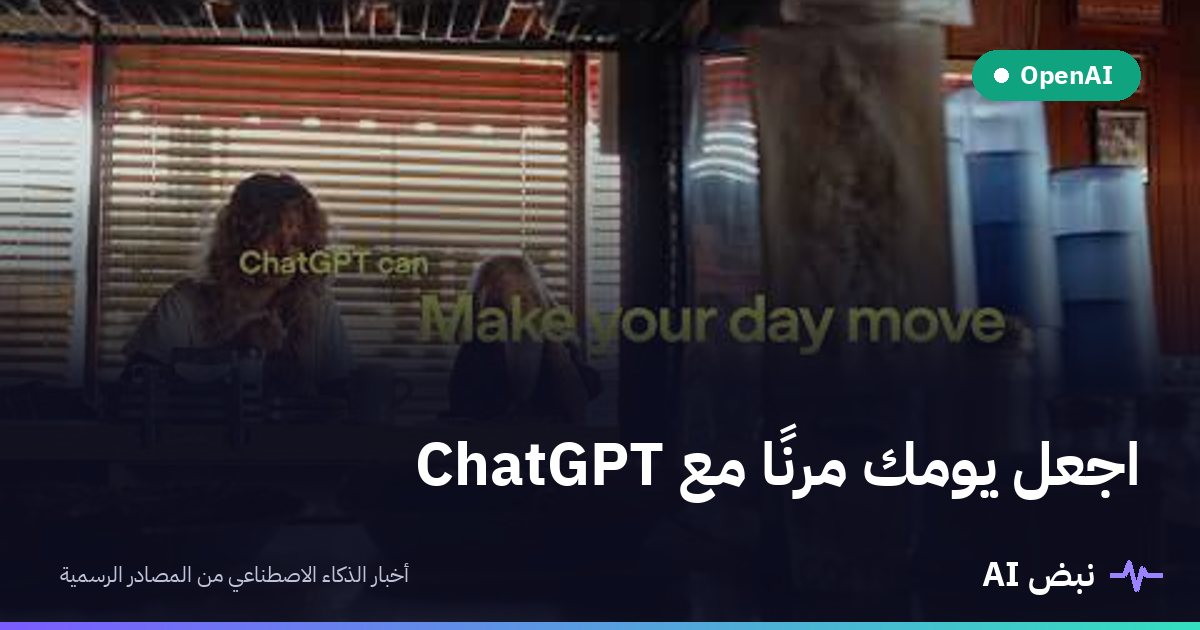 OpenAI
ChatGPT can
Make your day move
اجعل يومك مرنًا مع ChatGPT
نبض AI
أخبار الذكاء الاصطناعي من المصادر الرسمية